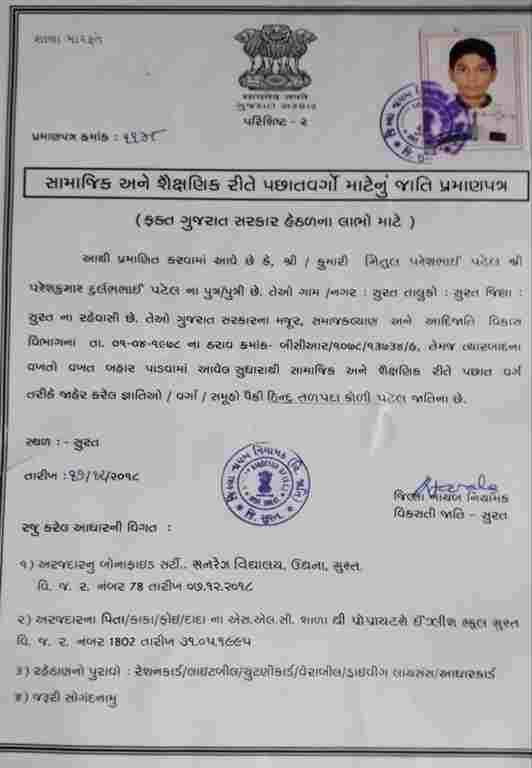 શાળા મારફત
સત્યમેવ જયતે
ગુજરાત સરકાર
પરિશિષ્ટ - ૨
પ્રમાણપત્ર ક્રમાંક :
સામાજિક અને શૈક્ષણિક રીતે પછાતવર્ગો માટેનું જાતિ પ્રમાણપત્ર
( ફક્ત ગુજરાત સરકાર હેઠળના લાભો માટે )
આથી પ્રમાણિત કરવામાં આવે છે કે, શ્રી / કુમારી મિતુલ પરેશભાઈ પટેલ શ્રી
પરેશકુમાર દુર્લભભાઈ પટેલ ના પુત્ર/પુત્રી છે. તેઓ ગામ /નગર : સુરત તાલુકો : સુરત જિલ્લા :
સુરત ના રહેવાસી છે. તેઓ ગુજરાત સરકારના મજૂર, સમાજકલ્યાણ અને આદિજાતિ વિકાસ
વિભાગના તા. ૦૧-૦૪-૧૯૭૮ ના ઠરાવ ક્રમાંક- બીસીઆર/૧૦૭૮/૧૩૭૩૪/હ, તેમજ ત્યારબાદના
વખતો વખત બહાર પાડવામાં આવેલ સુધારાથી સામાજિક અને શૈક્ષણિક રીતે પછાત વર્ગ
તરીકે જાહેર કરેલ જ્ઞાતિઓ / વર્ગો / સમૂહો પૈકી હિન્દુ તળપદા કોળી પટેલ જાતિના છે.
સ્થળ : - સુરત
તારીખ : /૧૨/૨૦૧૮
જિલ્લા નાયબ નિયામક
વિકસતી જાતિ - સુરત
રજુ કરેલ આધારની વિગત :
૧ ) અરજદારનુ બોનાફાઇડ સર્ટી.. સનરેઝ વિદ્યાલય, ઉધના, સુરત.
વિ. જ. ર. નંબર 78 તારીખ ૦૭.૧૨.૨૦૧૮
૨ ) અરજદારના પિતા/કાકા/ફોઈ/દાદા ના એસ.એલ.સી. શાળા થી પ્રોપ્રાયટરી ઈંગ્લીશ સ્કુલ સુરત
વિ. જ. ર. નંબર 1802 તારીખ ૩૧.૦૫.૧૯૯૫
૩ ) રહેઠાણનો પુરાવો : રેશનકાર્ડ/લાઇટબીલ/ચુંટણીકાર્ડ/વેરાબીલ/ડ્રાઇવીંગ લાયસંસ/આધારકાર્ડ
૪ ) જરૂરી સોગંદનામુ